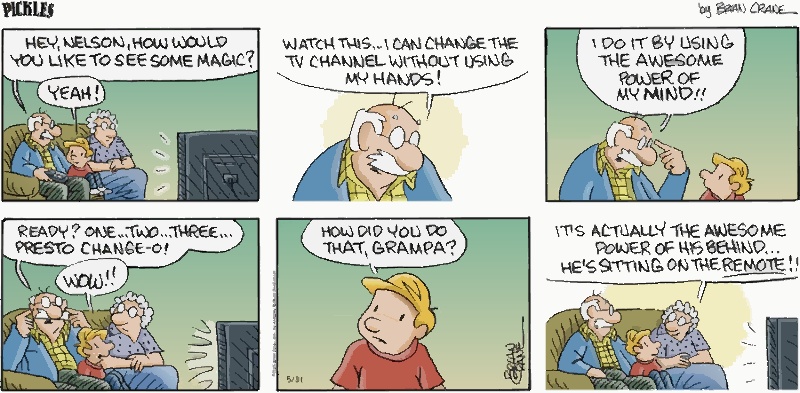 PICKLES
by BRIAN CRANE
HEY, NELSON, HOW WOULD
YOU LIKE TO SEE SOME MAGIC?
YEAH!
WATCH THIS... I CAN CHANGE THE
TV CHANNEL WITHOUT USING
MY HANDS!
I DO IT BY USING
THE AWESOME
POWER OF
MY MIND!!
READY? ONE...TWO...THREE...
PRESTO CHANGE-O!
WOW!!
HOW DID YOU DO
THAT, GRAMPA?
5/31
BRIAN
CRANE
IT'S ACTUALLY THE AWESOME
POWER OF HIS BEHIND...
HE'S SITTING ON THE REMOTE!!